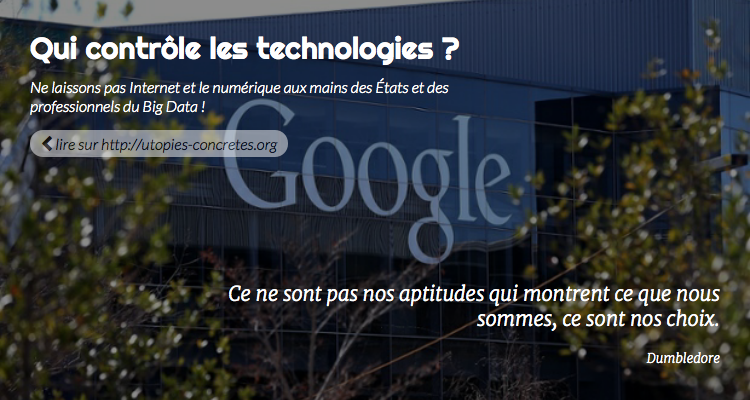 Qui contrôle les technologies ?
Ne laissons pas Internet et le numérique aux mains des États et des
professionnels du Big Data !
lire sur http://utopies-concretes.org
Google
Ce ne sont pas nos aptitudes qui montrent ce que nous
sommes, ce sont nos choix.
Dumbledore